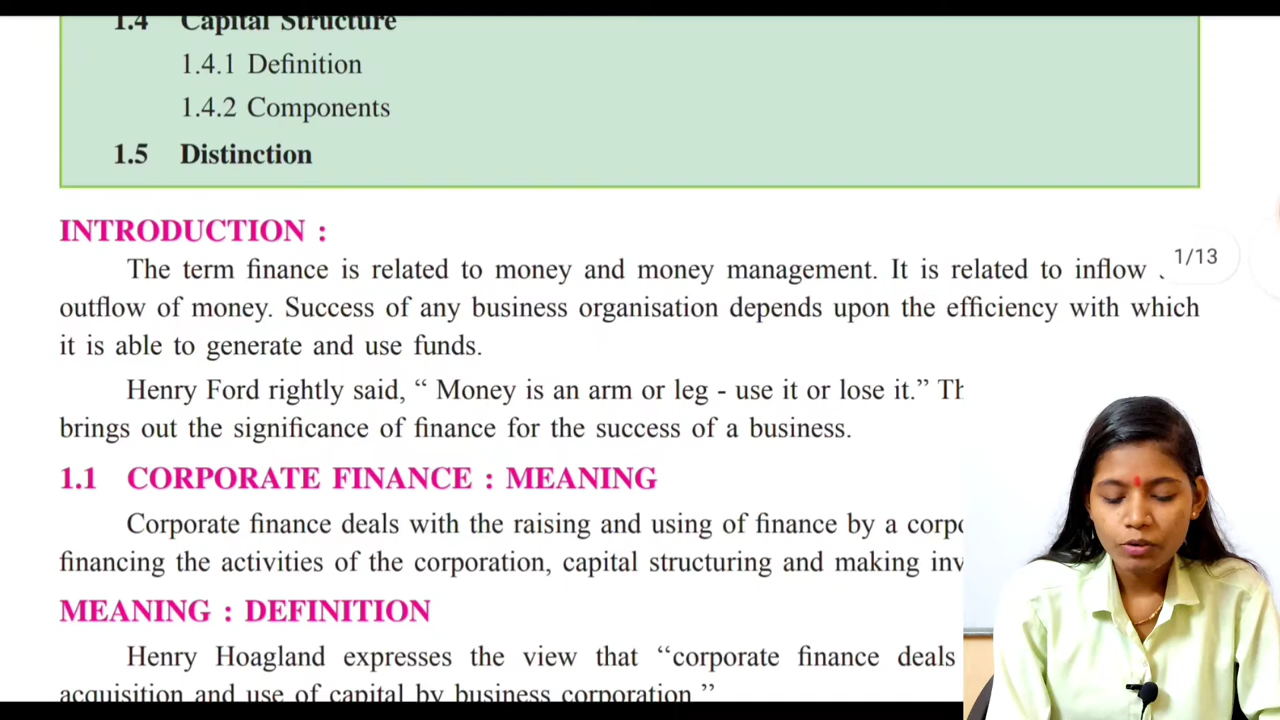 1.4 Capital Structure
1.4.1 Definition
1.4.2 Components
1.5 Distinction
INTRODUCTION :
The term finance is related to money and money management. It is related to inflow
1/13
outflow of money. Success of any business organisation depends upon the efficiency with which
it is able to generate and use funds.
Henry Ford rightly said, “ Money is an arm or leg - use it or lose it.”
brings out the significance of finance for the success of a business.
1.1 CORPORATE FINANCE : MEANING
Corporate finance deals with the raising and using of finance by a
financing the activities of the corporation, capital structuring and making
MEANING : DEFINITION
Henry Hoagland expresses the view that “corporate finance deals
acquisition and use of capital by business corporation.”